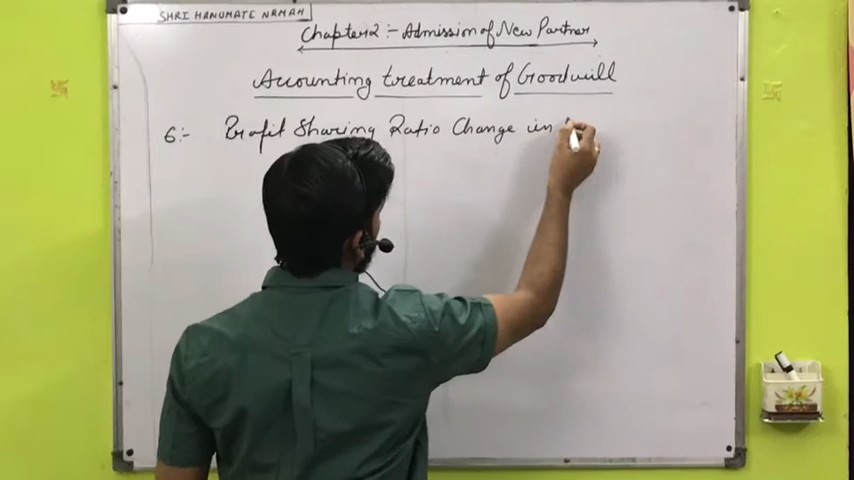 SHRI HANUMATE NAMAH
Chapter 2 :- Admission of New Partner
Accounting treatment of Goodwill
6:- Profit Sharing Ratio Change in